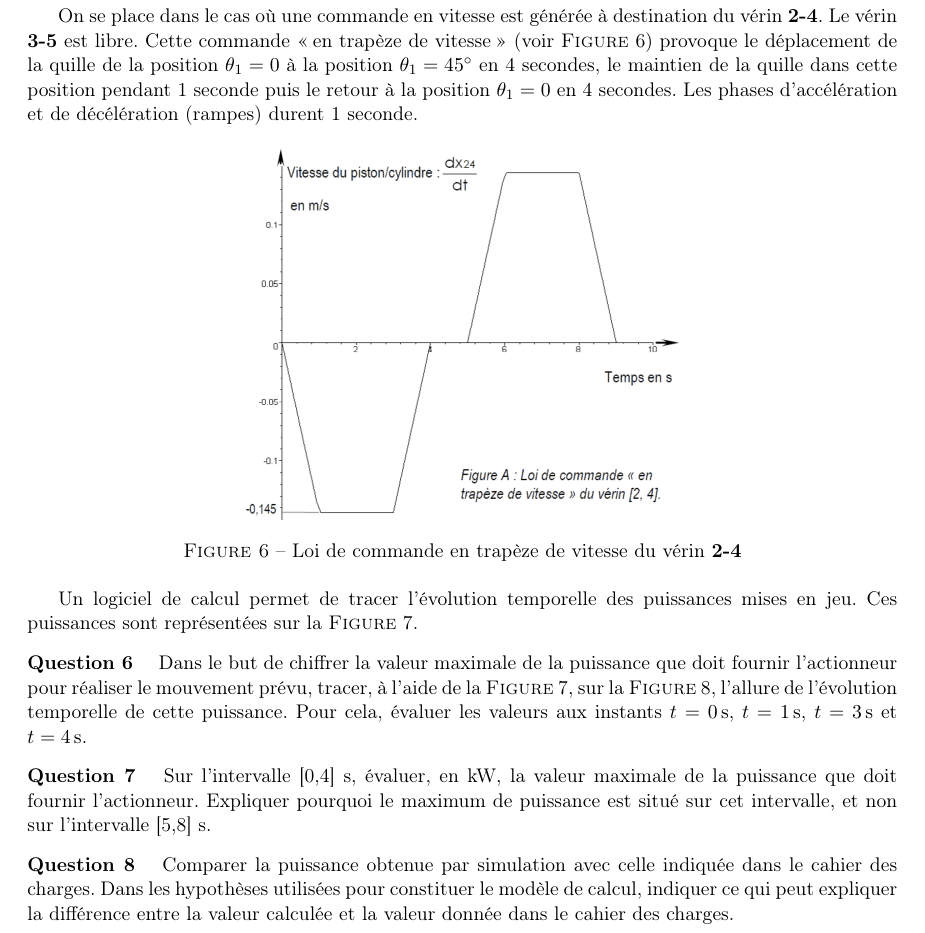 On se place dans le cas où une commande en vitesse est générée à destination du vérin 2-4. Le vérin
3-5 est libre. Cette commande « en trapèze de vitesse » (voir FIGURE 6) provoque le déplacement de
la quille de la position θ₁ = 0 à la position θ₁ = 45° en 4 secondes, le maintien de la quille dans cette
position pendant 1 seconde puis le retour à la position θ₁ = 0 en 4 secondes. Les phases d'accélération
et de décélération (rampes) durent 1 seconde.
Vitesse du piston/cylindre : dx24/dt
en m/s
0.1
0.05
0
2
4
6
8
10
Temps en s
-0.05
-0.1
-0,145
Figure A : Loi de commande « en
trapèze de vitesse » du vérin [2, 4].
FIGURE 6 – Loi de commande en trapèze de vitesse du vérin 2-4
Un logiciel de calcul permet de tracer l'évolution temporelle des puissances mises en jeu. Ces
puissances sont représentées sur la FIGURE 7.
Question 6 Dans le but de chiffrer la valeur maximale de la puissance que doit fournir l'actionneur
pour réaliser le mouvement prévu, tracer, à l'aide de la FIGURE 7, sur la FIGURE 8, l'allure de l'évolution
temporelle de cette puissance. Pour cela, évaluer les valeurs aux instants t = 0 s, t = 1 s, t = 3 s et
t = 4 s.
Question 7 Sur l'intervalle [0,4] s, évaluer, en kW, la valeur maximale de la puissance que doit
fournir l'actionneur. Expliquer pourquoi le maximum de puissance est situé sur cet intervalle, et non
sur l'intervalle [5,8] s.
Question 8 Comparer la puissance obtenue par simulation avec celle indiquée dans le cahier des
charges. Dans les hypothèses utilisées pour constituer le modèle de calcul, indiquer ce qui peut expliquer
la différence entre la valeur calculée et la valeur donnée dans le cahier des charges.